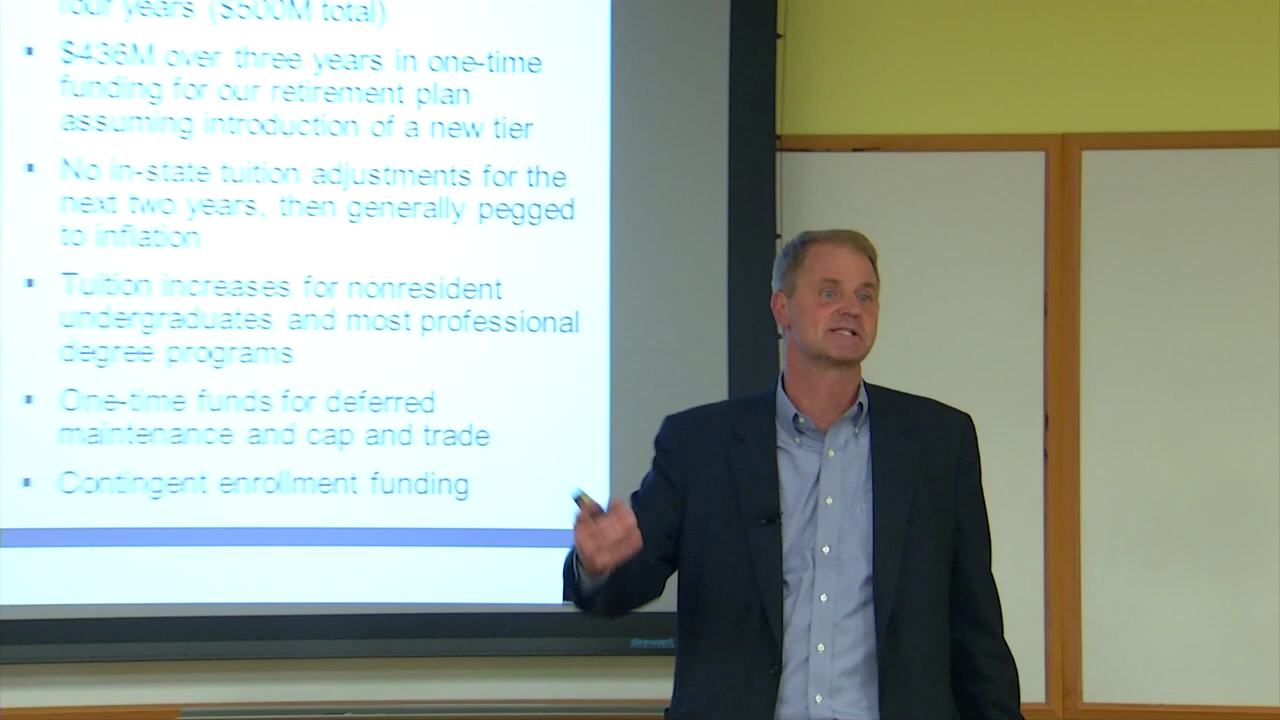 four years ($500M total)
$436M over three years in one-time
funding for our retirement plan
assuming introduction of a new tier
No in-state tuition adjustments for the
next two years, then generally pegged
to inflation
Tuition increases for nonresident
undergraduates and most professional
degree programs
One-time funds for deferred
maintenance and cap and trade
Contingent enrollment funding